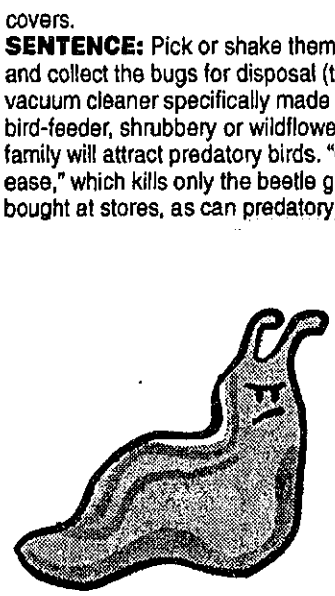 covers.
SENTENCE: Pick or shake them
and collect the bugs for disposal (t
vacuum cleaner specifically made
bird-feeder, shrubbery or wildflowe
family will attract predatory birds. "
ease," which kills only the beetle g
bought at stores, as can predatory